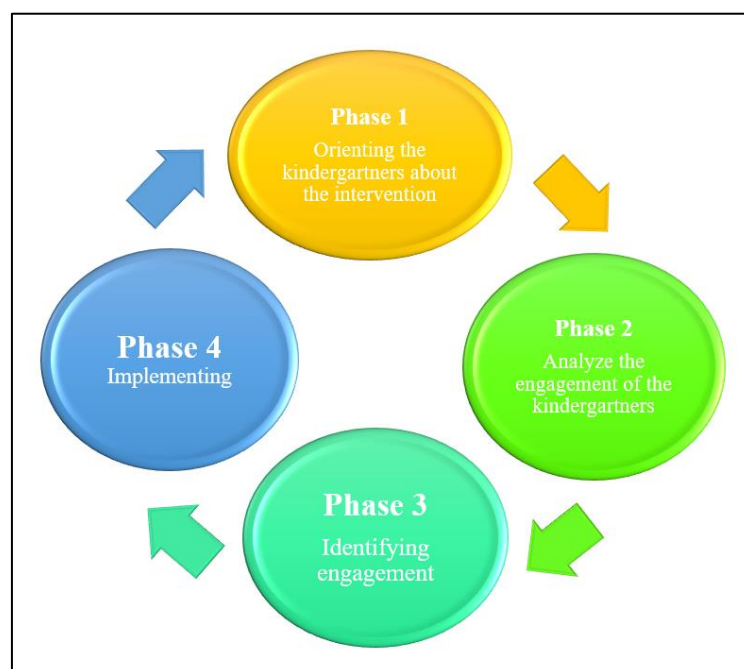 Phase 1
Orienting the
kindergartners about
the intervention
Phase 2
Analyze the
engagement of the
kindergartners
Phase 3
Identifying
engagement
Phase 4
Implementing